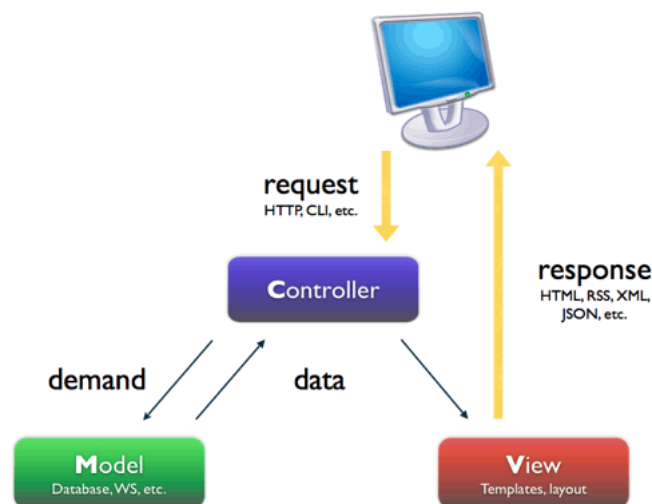 request
HTTP, CLI, etc.
Controller
response
HTML, RSS, XML,
JSON, etc.
demand
data
Model
Database, WS, etc.
View
Templates, layout